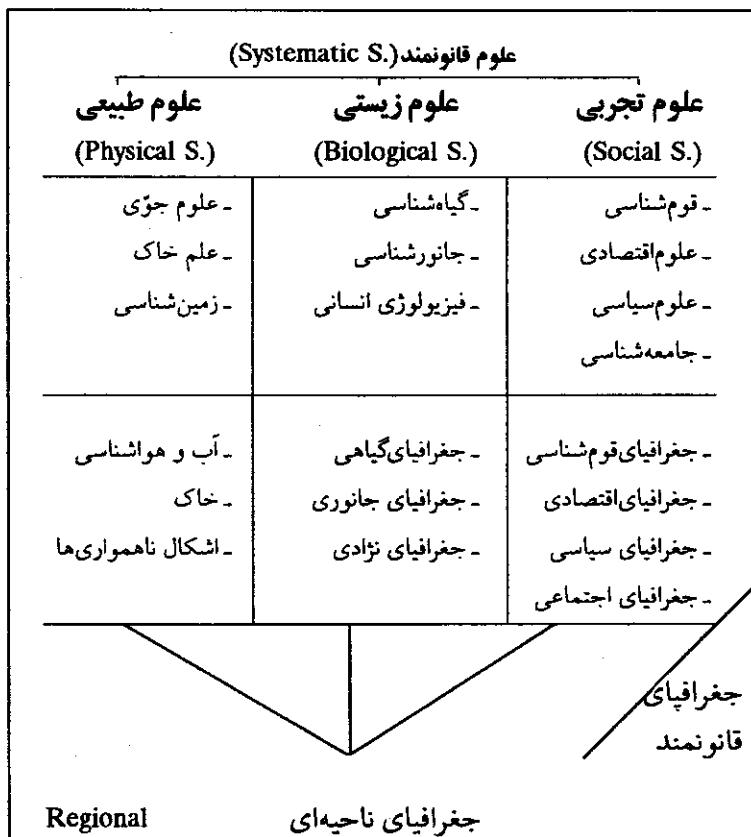 علوم قانونمند (Systematic S.)
علوم تجربی علوم زیستی علوم طبیعی
(Social S.) (Biological S.) (Physical S.)
ـ قوم‌شناسی ـ گیاه‌شناسی ـ علوم جوّی
ـ علوم‌اقتصادی ـ جانورشناسی ـ علم خاک
ـ علوم‌سیاسی ـ فیزیولوژی انسانی ـ زمین‌شناسی
ـ جامعه‌شناسی
ـ جغرافیای‌قوم‌شناسی ـ جغرافیای‌گیاهی ـ آب و هواشناسی
ـ جغرافیای‌اقتصادی ـ جغرافیای جانوری ـ خاک
ـ جغرافیای سیاسی ـ جغرافیای نژادی ـ اشکال ناهمواری‌ها
ـ جغرافیای اجتماعی
جغرافیای
قانونمند
جغرافیای ناحیه‌ای Regional